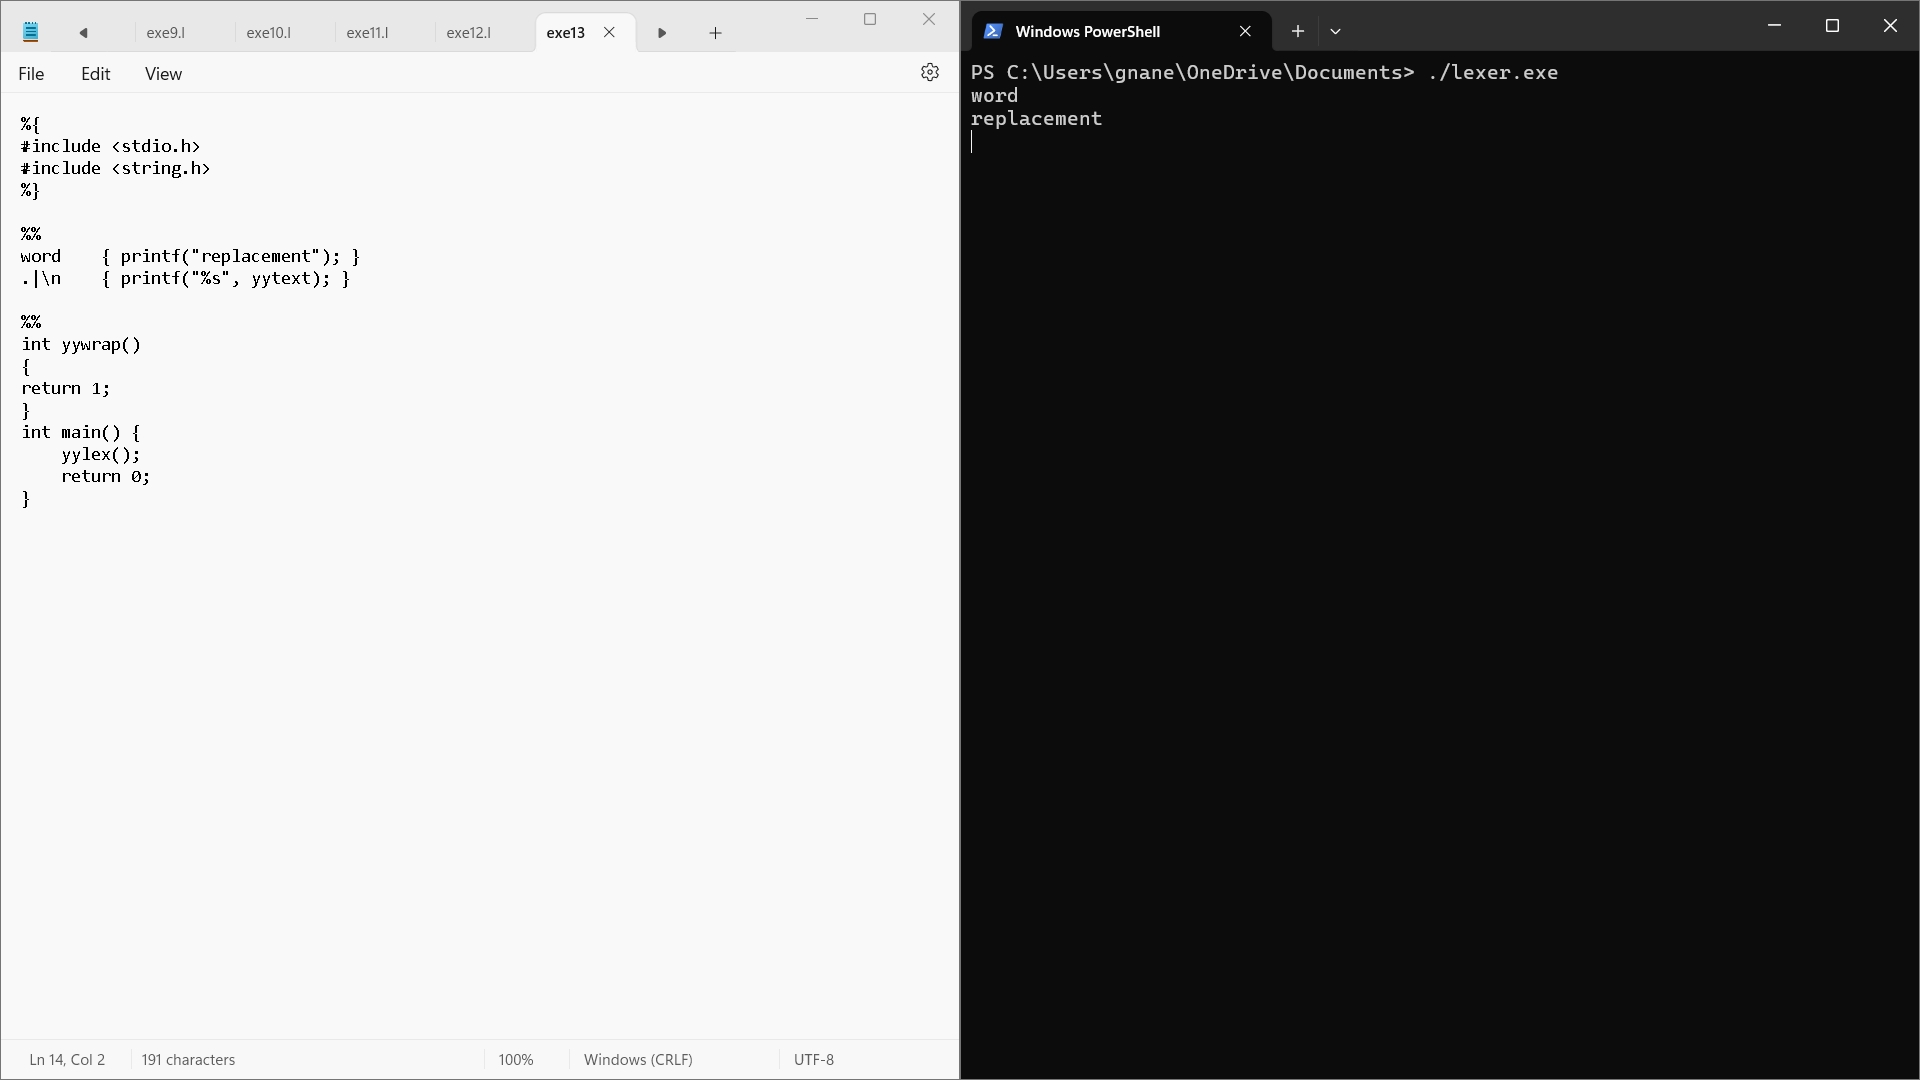 exe9.l
exe10.l
exe11.l
exe12.l
exe13
File
Edit
View
%{
#include <stdio.h>
#include <string.h>
%}
%%
word    { printf("replacement"); }
.|\n    { printf("%s", yytext); }
%%
int yywrap()
{
return 1;
}
int main() {
    yylex();
    return 0;
}
Ln 14, Col 2
191 characters
100%
Windows (CRLF)
UTF-8
Windows PowerShell
PS C:\Users\gnane\OneDrive\Documents> ./lexer.exe
word
replacement